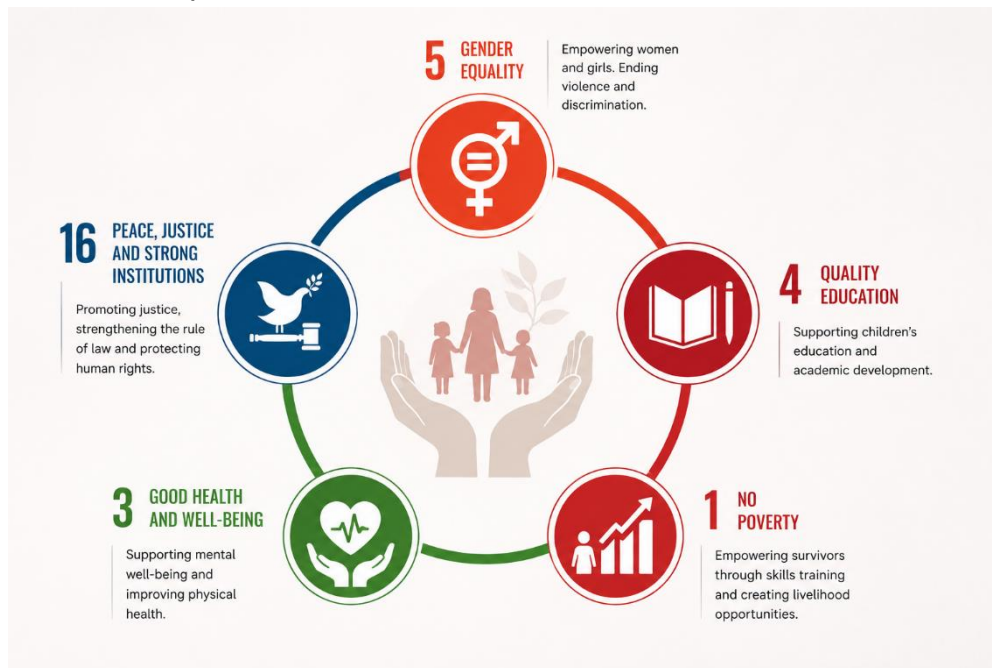 5 GENDER
EQUALITY
Empowering women
and girls. Ending
violence and
discrimination.
16 PEACE, JUSTICE
AND STRONG
INSTITUTIONS
Promoting justice,
strengthening the rule
of law and protecting
human rights.
4 QUALITY
EDUCATION
Supporting children's
education and
academic development.
3 GOOD HEALTH
AND WELL-BEING
Supporting mental
well-being and
improving physical
health.
1 NO
POVERTY
Empowering survivors
through skills training
and creating livelihood
opportunities.